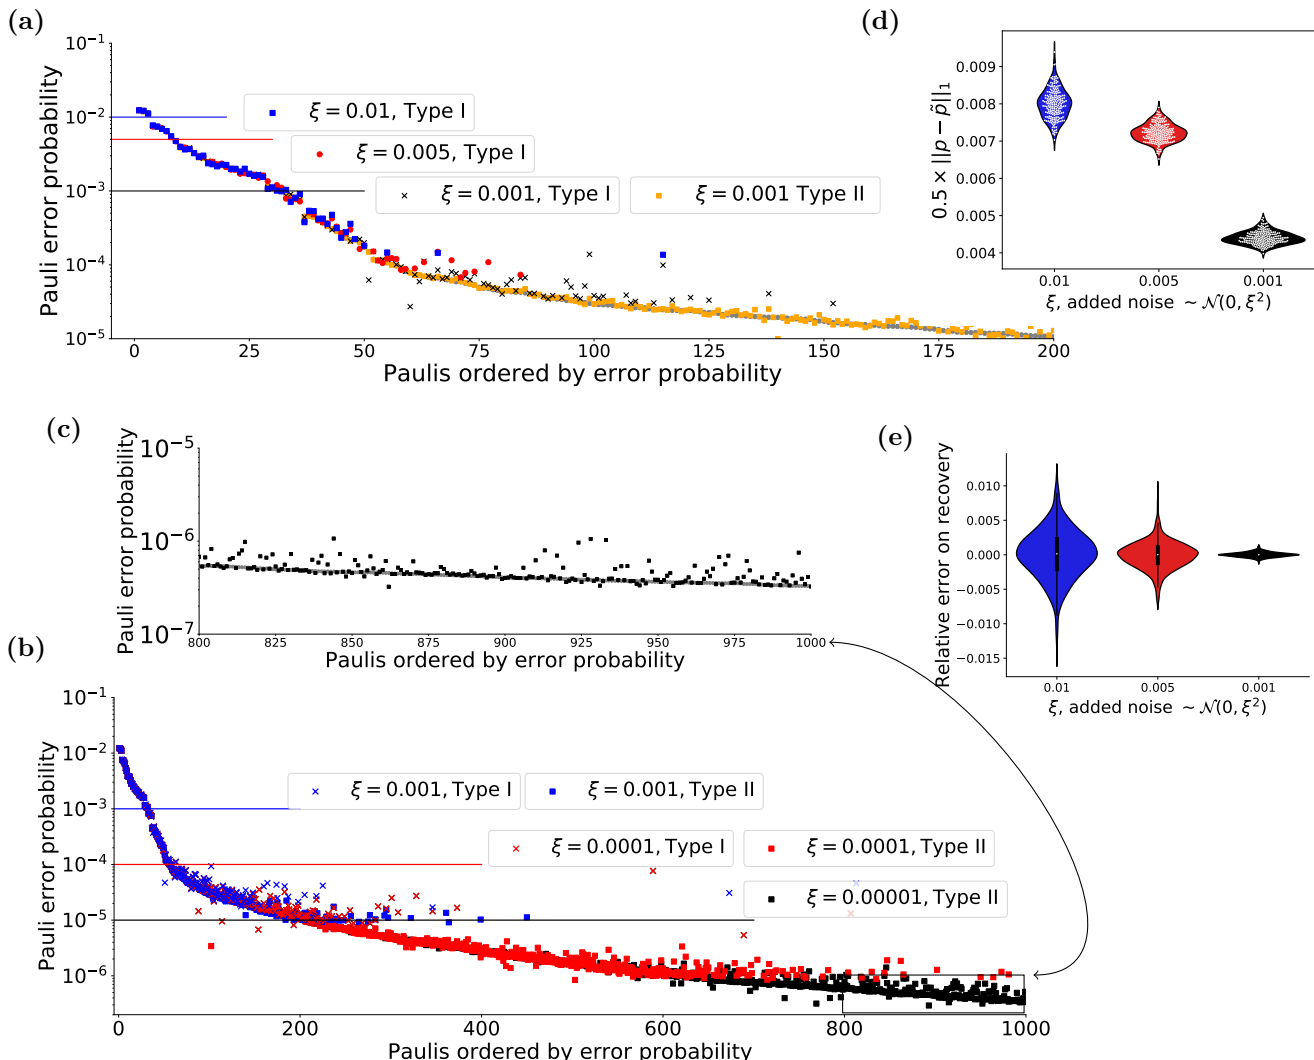 (a)
10^−1
10^−2
10^−3
10^−4
10^−5
Pauli error probability
ξ = 0.01, Type I
ξ = 0.005, Type I
ξ = 0.001, Type I
ξ = 0.001 Type II
0 25 50 75 100 125 150 175 200
Paulis ordered by error probability
(d)
0.5 × ||p − p̃||₁
0.009
0.008
0.007
0.006
0.005
0.004
0.01 0.005 0.001
ξ, added noise ∼ 𝒩(0, ξ²)
(c)
10^−5
10^−6
10^−7
Pauli error probability
800 825 850 875 900 925 950 975 1000
Paulis ordered by error probability
(e)
Relative error on recovery
0.010
0.005
0.000
−0.005
−0.010
−0.015
0.01 0.005 0.001
ξ, added noise ∼ 𝒩(0, ξ²)
(b)
10^−1
10^−2
10^−3
10^−4
10^−5
10^−6
Pauli error probability
ξ = 0.001, Type I
ξ = 0.001, Type II
ξ = 0.0001, Type I
ξ = 0.0001, Type II
ξ = 0.00001, Type II
0 200 400 600 800 1000
Paulis ordered by error probability